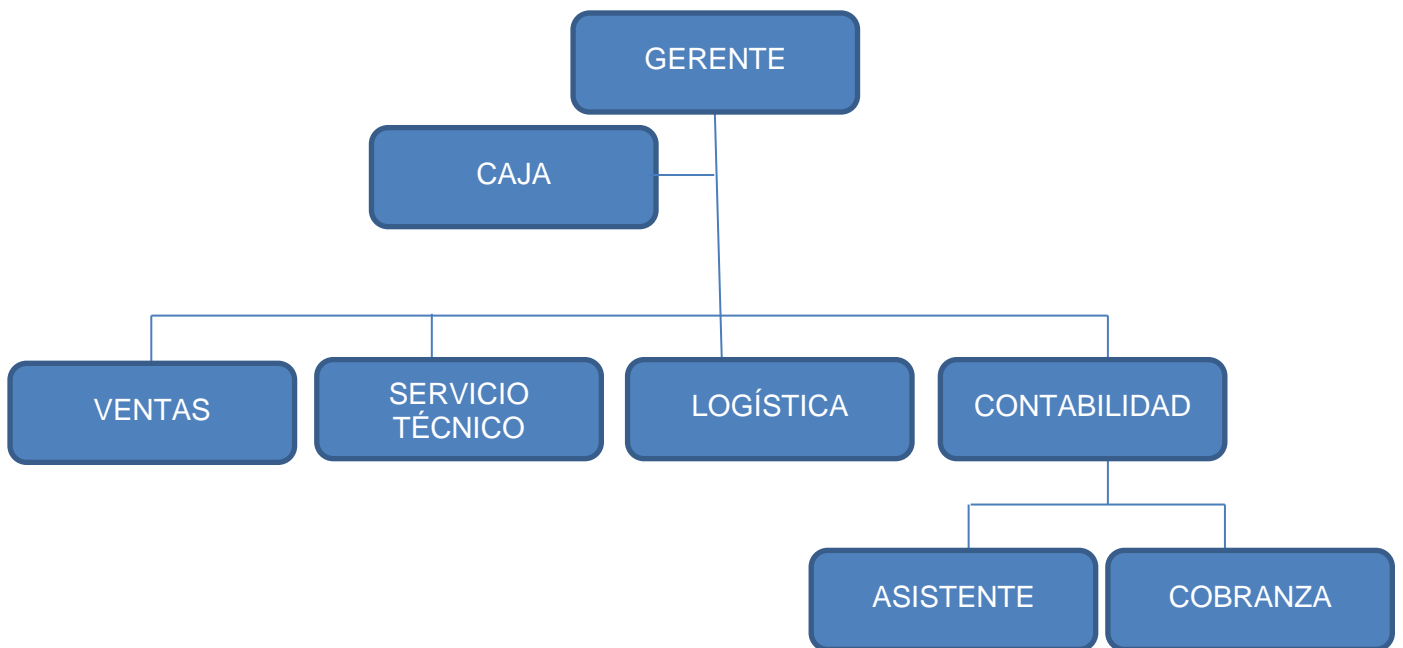 GERENTE
CAJA
VENTAS
SERVICIO
TÉCNICO
LOGÍSTICA
CONTABILIDAD
ASISTENTE
COBRANZA